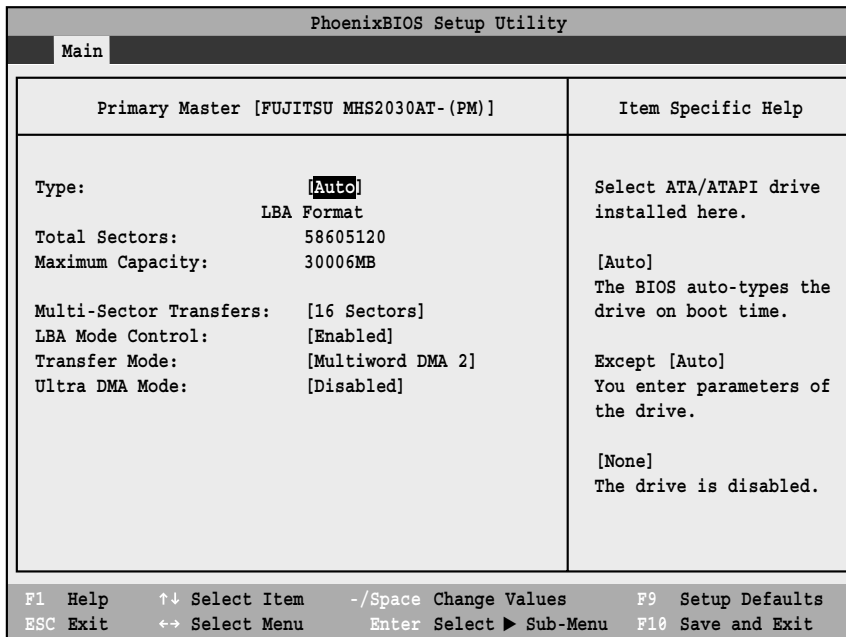 PhoenixBIOS Setup Utility
Main
Primary Master [FUJITSU MHS2030AT-(PM)]
Item Specific Help
Type: [Auto]
LBA Format
Total Sectors: 58605120
Maximum Capacity: 30006MB
Multi-Sector Transfers: [16 Sectors]
LBA Mode Control: [Enabled]
Transfer Mode: [Multiword DMA 2]
Ultra DMA Mode: [Disabled]
Select ATA/ATAPI drive
installed here.
[Auto]
The BIOS auto-types the
drive on boot time.
Except [Auto]
You enter parameters of
the drive.
[None]
The drive is disabled.
F1 Help ↑↓ Select Item -/Space Change Values F9 Setup Defaults
ESC Exit ←→ Select Menu Enter Select ▶ Sub-Menu F10 Save and Exit